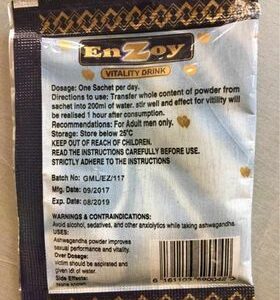 EnZoy
VITALITY DRINK
Dosage: One Sachet per day.
Directions to use: Transfer whole content of powder from
sachet into 200ml of water. stir well and effect for vitility will
be realised 1 hour after consumption.
Recommendations: For Adult men only.
Storage: Store below 25°C
KEEP OUT OF REACH OF CHILDREN.
READ THE INSTRUCTIONS CAREFULLY BEFORE USE.
STRICTLY ADHERE TO THE INSTRUCTIONS
Batch No: GML/EZ/117
Mfg. Date: 09/2017
Exp. Date: 08/2019
WARNINGS & CONTRAINDICATIONS:
Avoid alcohol, sedatives, and other anxiolytics while taking ashwagandha.
Uses:
Ashwagandha powder improves
sexual performance and vitality.
Over Dosage:
Victim should be aspirated and
given of water.
Side Effects: